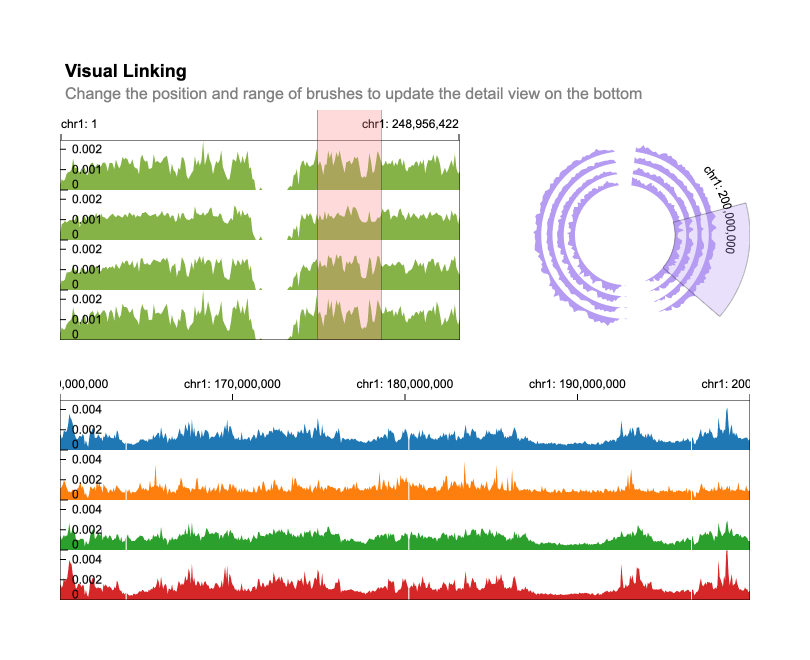 Visual Linking
Change the position and range of brushes to update the detail view on the bottom
chr1: 1
chr1: 248,956,422
0.002
0.001
0
0.002
0.001
0
0.002
0.001
0
0.002
0.001
0
chr1: 200,000,000
0,000,000
chr1: 170,000,000
chr1: 180,000,000
chr1: 190,000,000
chr1: 200
0.004
0.002
0
0.004
0.002
0
0.004
0.002
0
0.004
0.002
0